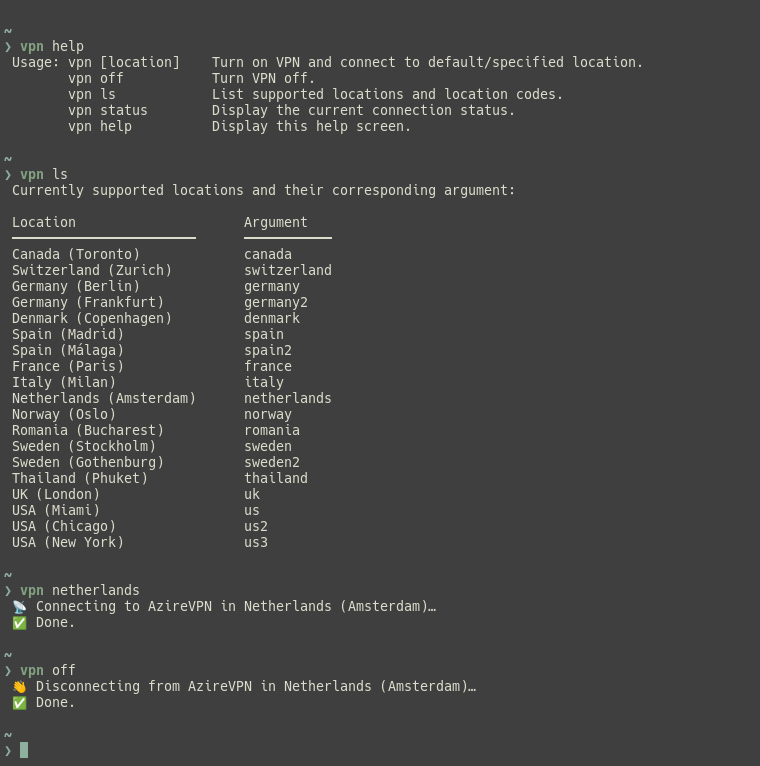 ~
❯ vpn help
Usage: vpn [location]    Turn on VPN and connect to default/specified location.
       vpn off           Turn VPN off.
       vpn ls            List supported locations and location codes.
       vpn status        Display the current connection status.
       vpn help          Display this help screen.
~
❯ vpn ls
Currently supported locations and their corresponding argument:
Location                     Argument
Canada (Toronto)             canada
Switzerland (Zurich)         switzerland
Germany (Berlin)             germany
Germany (Frankfurt)          germany2
Denmark (Copenhagen)         denmark
Spain (Madrid)               spain
Spain (Málaga)               spain2
France (Paris)               france
Italy (Milan)                italy
Netherlands (Amsterdam)      netherlands
Norway (Oslo)                norway
Romania (Bucharest)          romania
Sweden (Stockholm)           sweden
Sweden (Gothenburg)          sweden2
Thailand (Phuket)            thailand
UK (London)                  uk
USA (Miami)                  us
USA (Chicago)                us2
USA (New York)               us3
~
❯ vpn netherlands
📡 Connecting to AzireVPN in Netherlands (Amsterdam)…
✅ Done.
~
❯ vpn off
👋 Disconnecting from AzireVPN in Netherlands (Amsterdam)…
✅ Done.
~
❯